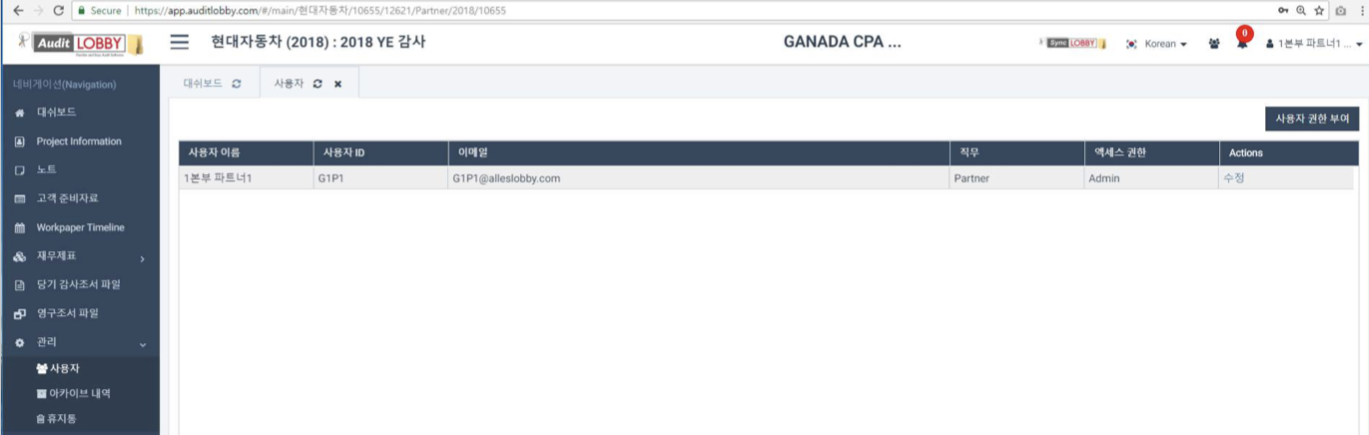 Secure https://app.auditlobby.com/#/main/현대자동차/10655/12621/Partner/2018/10655
Audit LOBBY
현대자동차 (2018) : 2018 YE 감사
GANADA CPA ...
Sync LOBBY
Korean
0
1본부 파트너1 ...
네비게이션(Navigation)
대쉬보드
사용자
대쉬보드
Project Information
노트
고객 준비자료
Workpaper Timeline
재무제표
당기 감사조서 파일
영구조서 파일
관리
사용자
아카이브 내역
휴지통
사용자 권한 부여
사용자 이름 사용자 ID 이메일 직무 액세스 권한 Actions
1본부 파트너1 G1P1 G1P1@alleslobby.com Partner Admin 수정